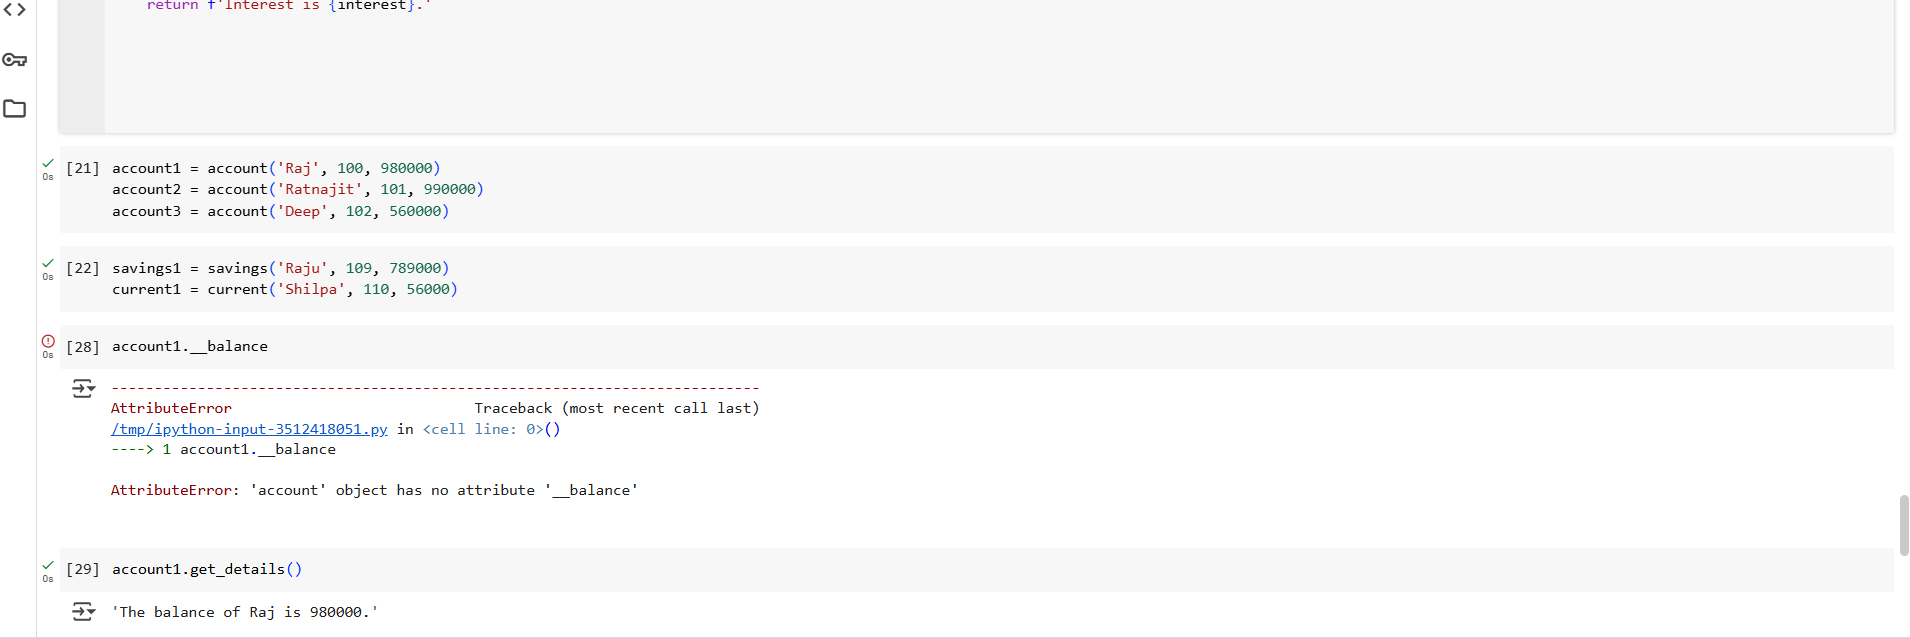 return f'Interest is {interest}.'
[21] account1 = account('Raj', 100, 980000)
account2 = account('Ratnajit', 101, 990000)
account3 = account('Deep', 102, 560000)
0s
[22] savings1 = savings('Raju', 109, 789000)
current1 = current('Shilpa', 110, 56000)
0s
[28] account1.__balance
0s
---------------------------------------------------------------------------
AttributeError                            Traceback (most recent call last)
/tmp/ipython-input-3512418051.py in <cell line: 0>()
----> 1 account1.__balance
AttributeError: 'account' object has no attribute '__balance'
[29] account1.get_details()
0s
'The balance of Raj is 980000.'